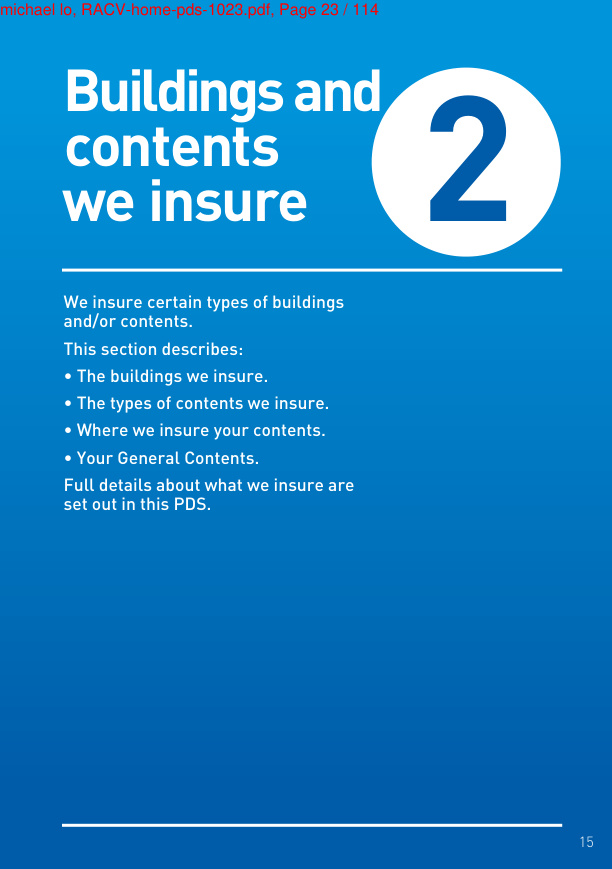 michael lo, RACV-home-pds-1023.pdf, Page 23 / 114
Buildings and
contents
we insure
2
We insure certain types of buildings
and/or contents.
This section describes:
• The buildings we insure.
• The types of contents we insure.
• Where we insure your contents.
• Your General Contents.
Full details about what we insure are
set out in this PDS.
15